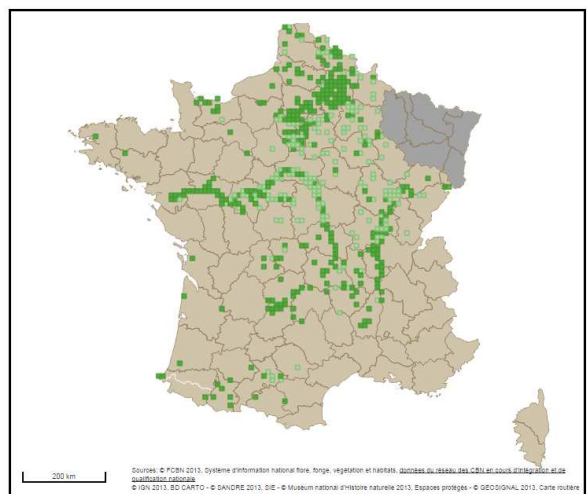 200 km
Sources: © FCBN 2013, Système d'information national flore, fonge, végétation et habitats, données du réseau des CBN en cours d'intégration et de
qualification nationale
© IGN 2013, BD CARTO - © SANDRE 2013, SIE - © Muséum national d'Histoire naturelle 2013, Espaces protégés - © GEOSIGNAL 2013, Carte routière